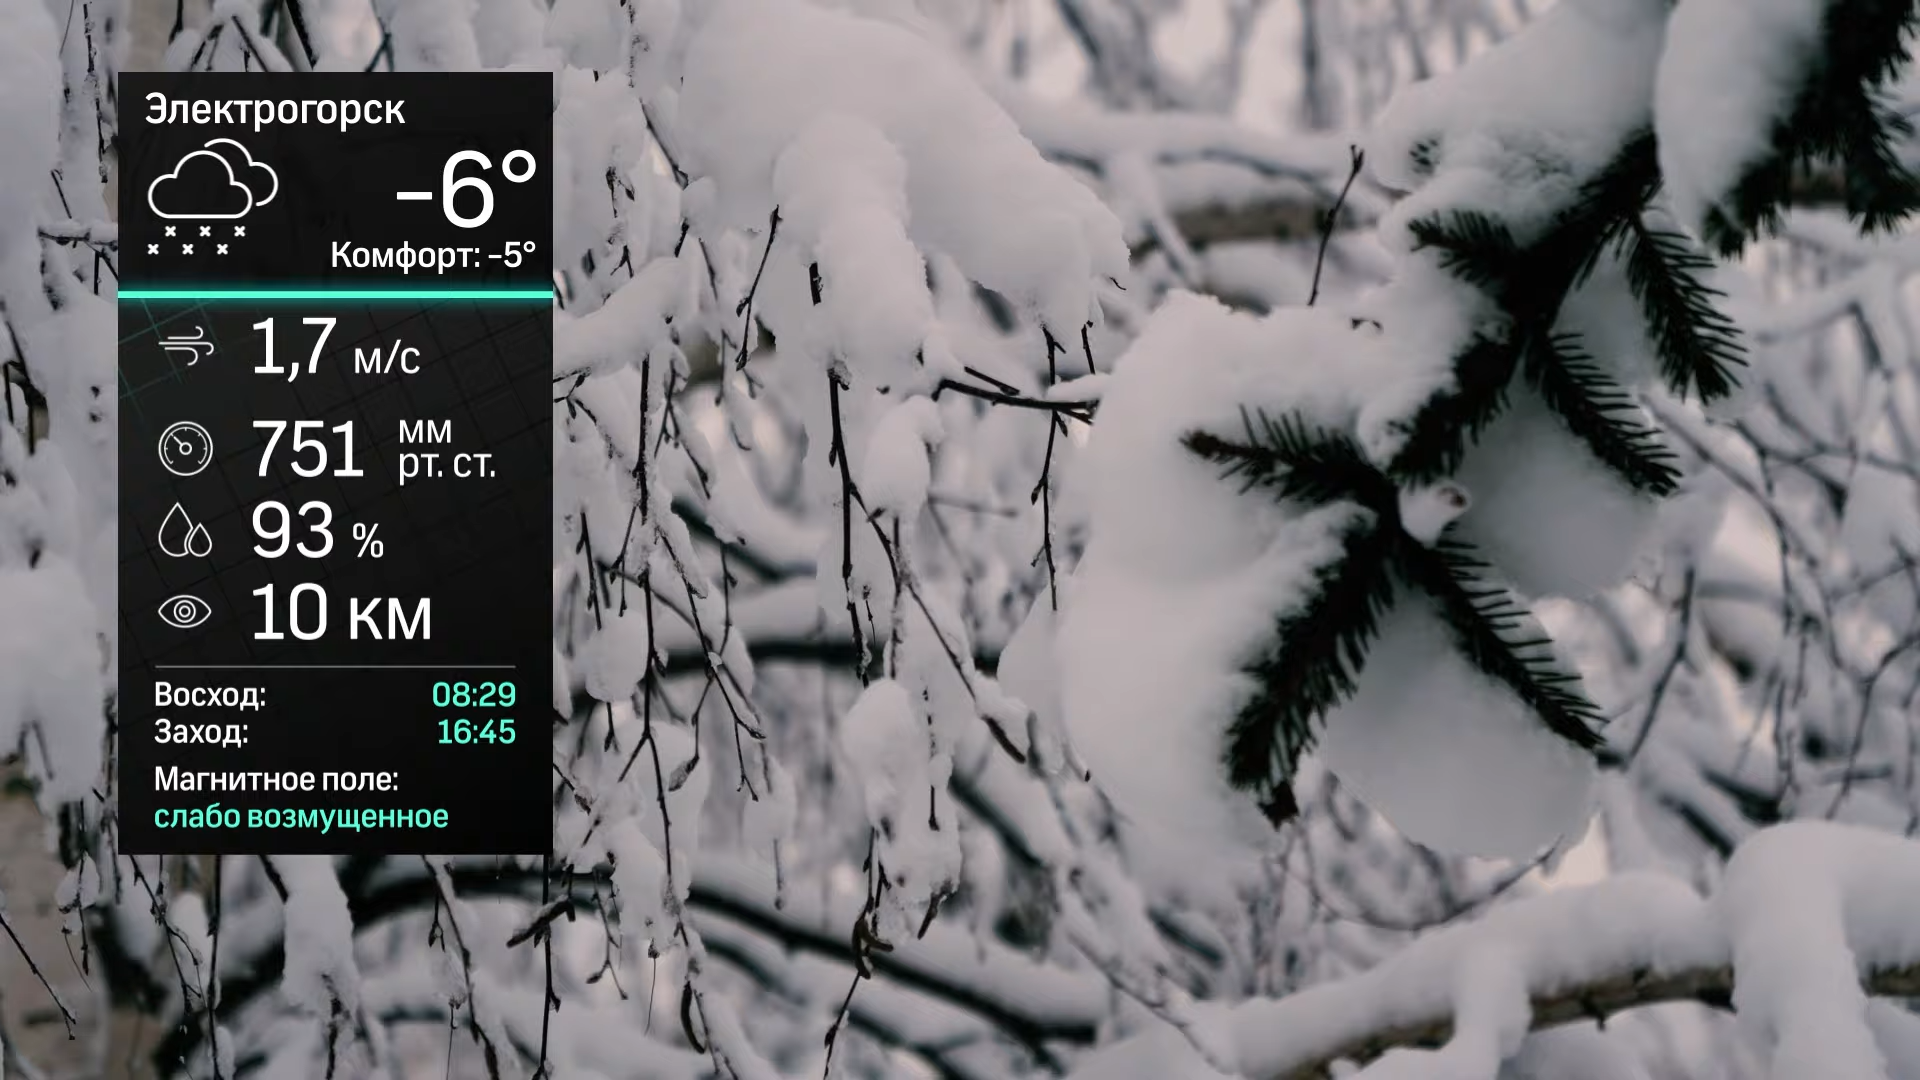 Электрогорск
-6°
Комфорт: -5°
1,7 м/с
751 мм рт. ст.
93 %
10 км
Восход: 08:29
Заход: 16:45
Магнитное поле:
слабо возмущенное